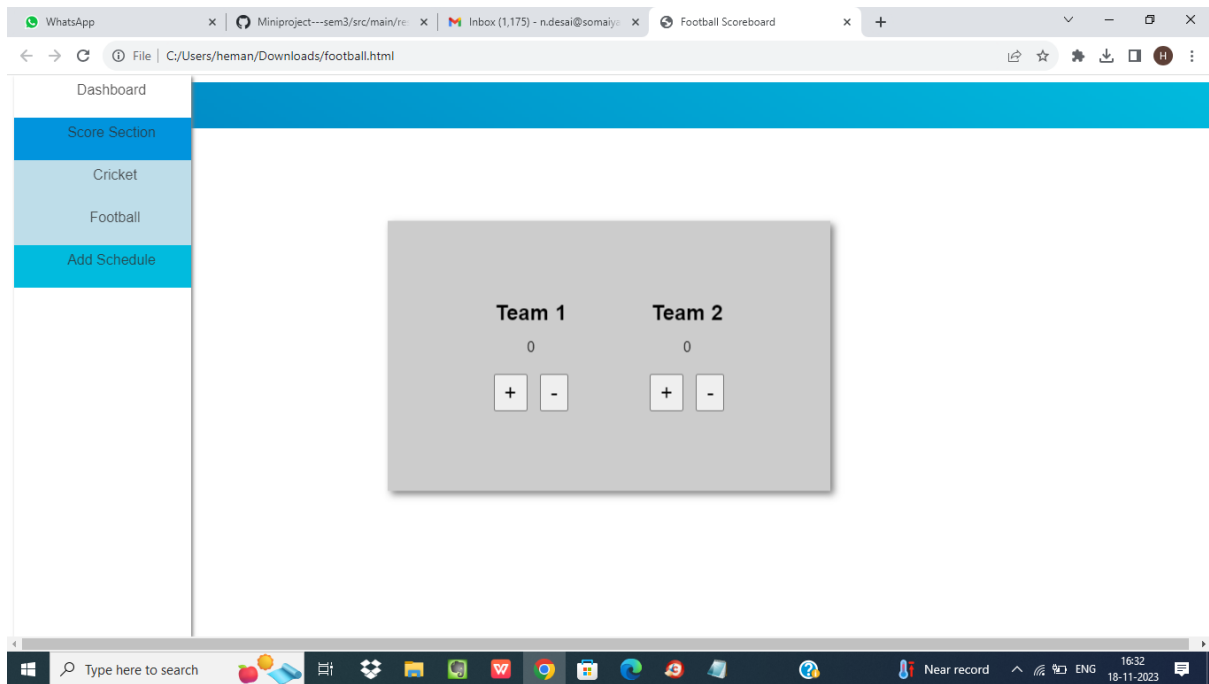 WhatsApp
Miniproject---sem3/src/main/re
Inbox (1,175) - n.desai@somaiya
Football Scoreboard
File | C:/Users/heman/Downloads/football.html
H
Dashboard
Score Section
Cricket
Football
Add Schedule
Team 1 Team 2
0 0
+ - + -
Type here to search
Near record
ENG
16:32
18-11-2023